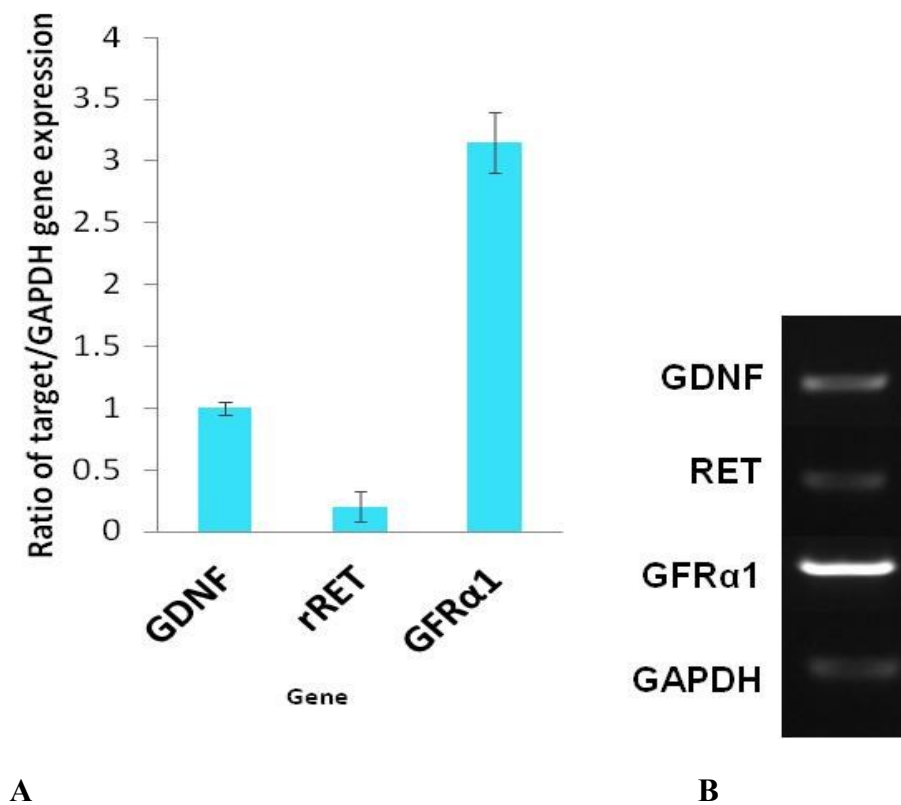 Ratio of target/GAPDH gene expression
4
3.5
3
2.5
2
1.5
1
0.5
0
GDNF
rRET
GFRα1
Gene
A
GDNF
RET
GFRα1
GAPDH
B